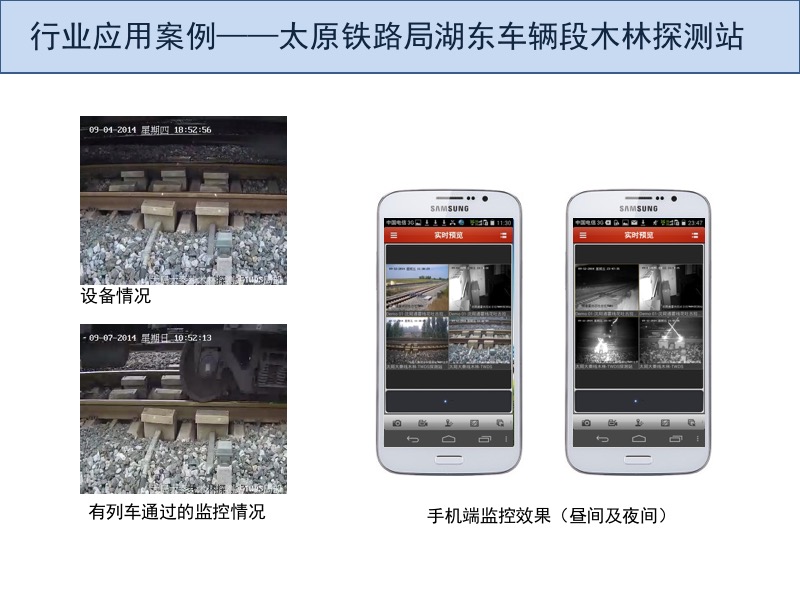 行业应用案例——太原铁路局湖东车辆段木林探测站
09-04-2014 星期四 18:52:56
设备情况
09-07-2014 星期日 10:52:13
有列车通过的监控情况
SAMSUNG
中国电信 3G 11:30
实时预览
SAMSUNG
中国电信 3G 23:47
实时预览
手机端监控效果（昼间及夜间）